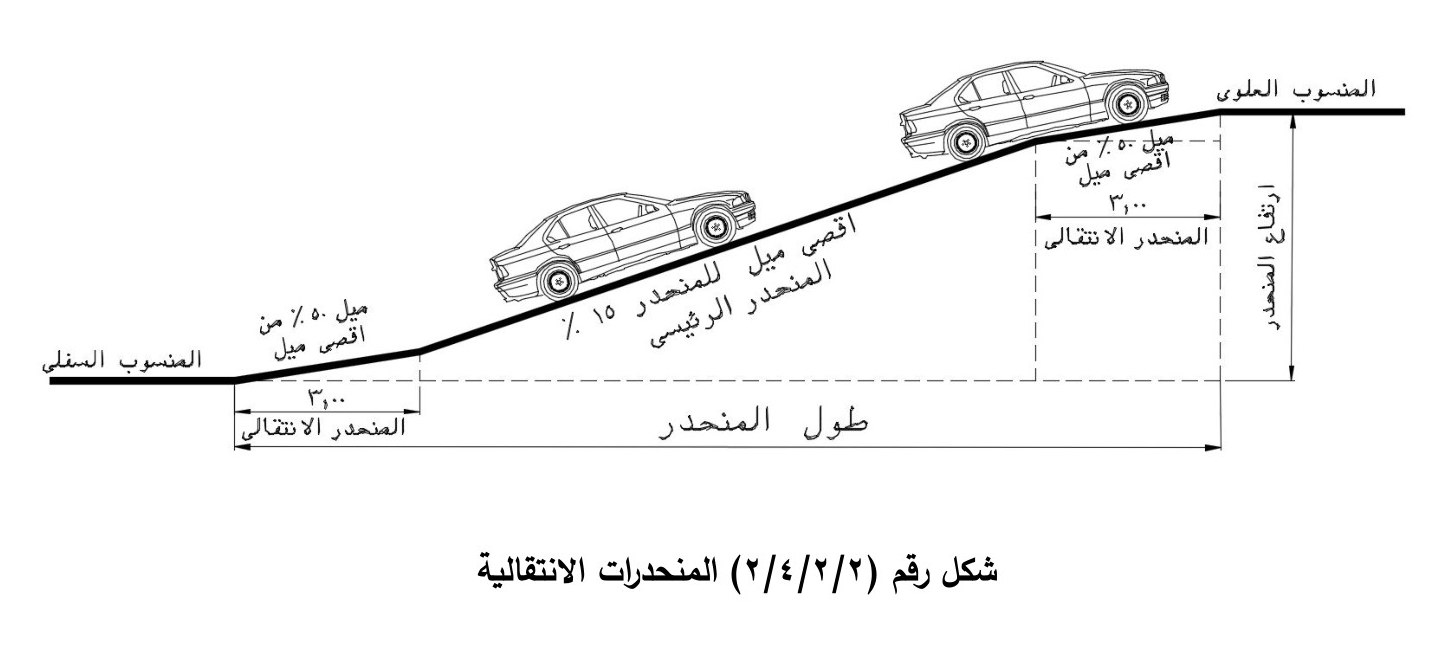 المنسوب العلوى
ميل ٥٠ ٪ من
اقصى ميل
٣,٠٠
المنحدر الانتقالى
ارتفاع المنحدر
اقصى ميل للمنحدر ١٥ ٪
المنحدر الرئيسى
ميل ٥٠ ٪ من
اقصى ميل
المنسوب السفلى
٣,٠٠
المنحدر الانتقالى
طول المنحدر
شكل رقم (٢/٤/٢/٢) المنحدرات الانتقالية